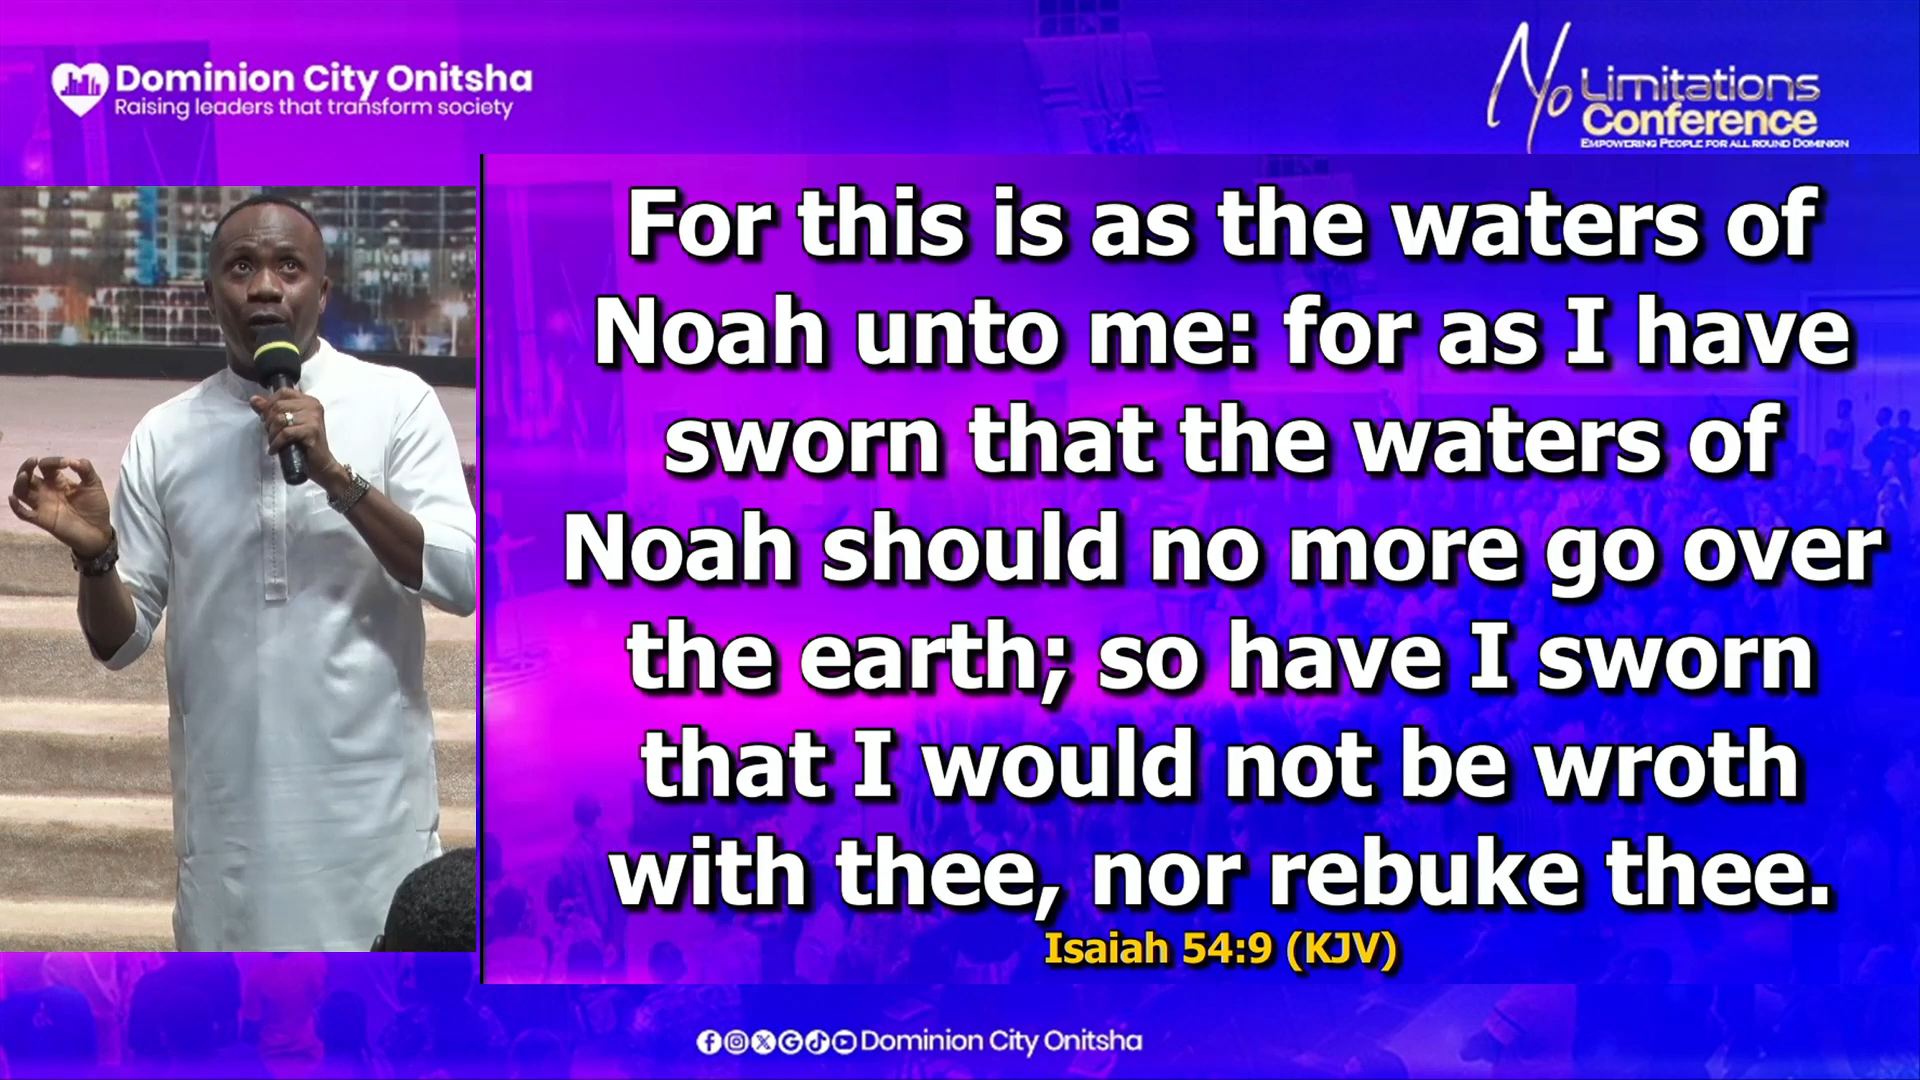 Dominion City Onitsha
Raising leaders that transform society
No Limitations
Conference
EMPOWERING PEOPLE FOR ALL ROUND DOMINION
For this is as the waters of
Noah unto me: for as I have
sworn that the waters of
Noah should no more go over
the earth; so have I sworn
that I would not be wroth
with thee, nor rebuke thee.
Isaiah 54:9 (KJV)
Dominion City Onitsha